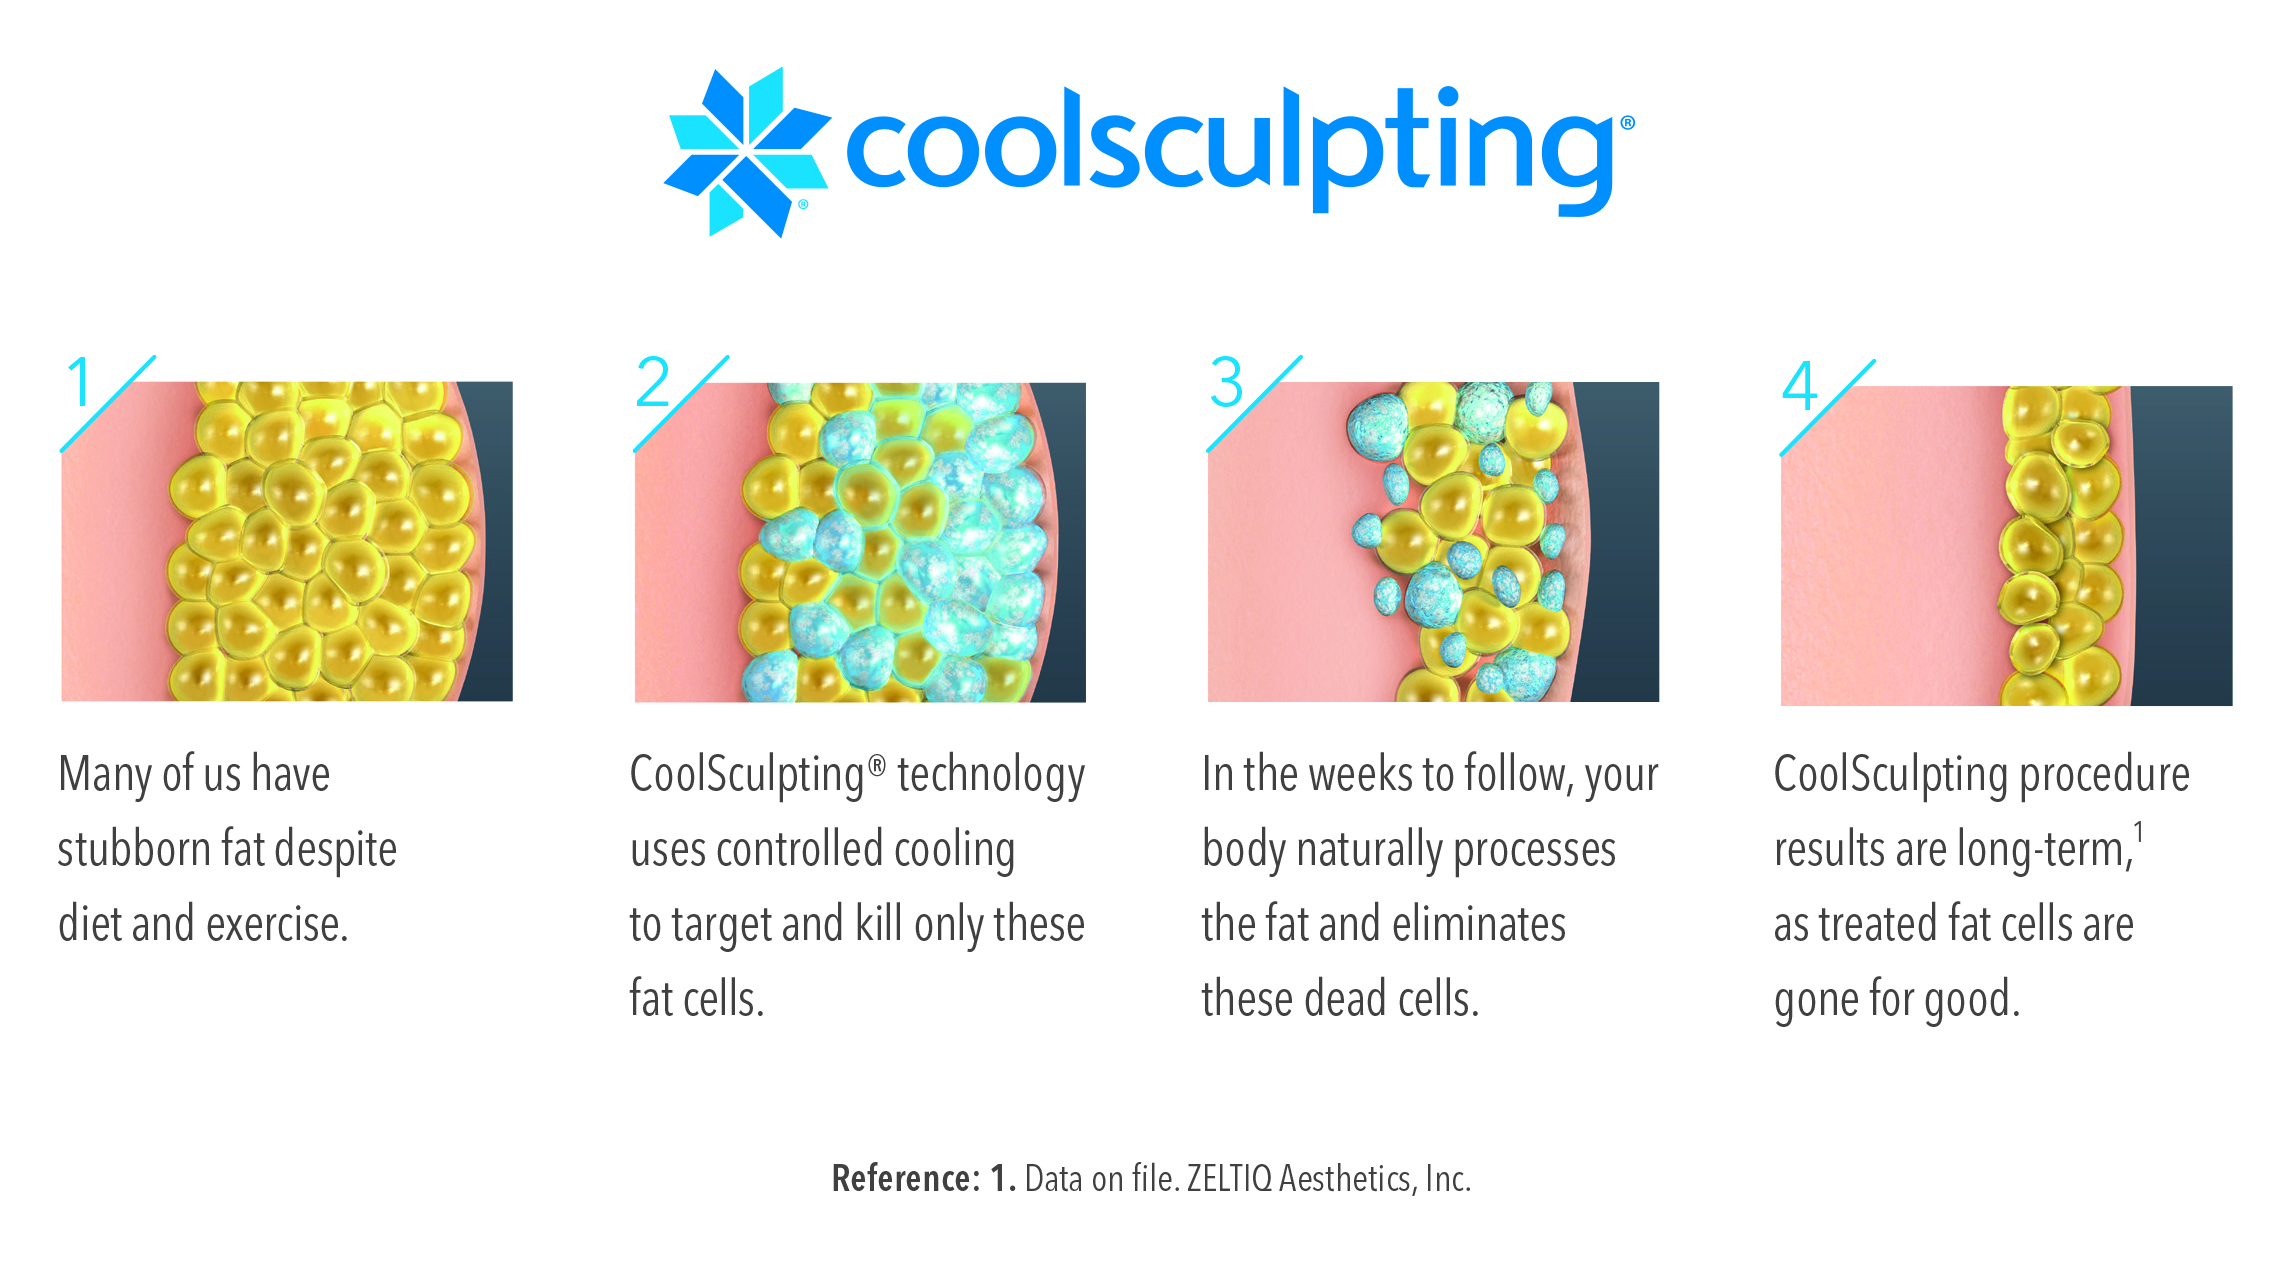 coolsculpting®
®
1
Many of us have
stubborn fat despite
diet and exercise.
2
CoolSculpting® technology
uses controlled cooling
to target and kill only these
fat cells.
3
In the weeks to follow, your
body naturally processes
the fat and eliminates
these dead cells.
4
CoolSculpting procedure
results are long-term,¹
as treated fat cells are
gone for good.
Reference: 1. Data on file. ZELTIQ Aesthetics, Inc.